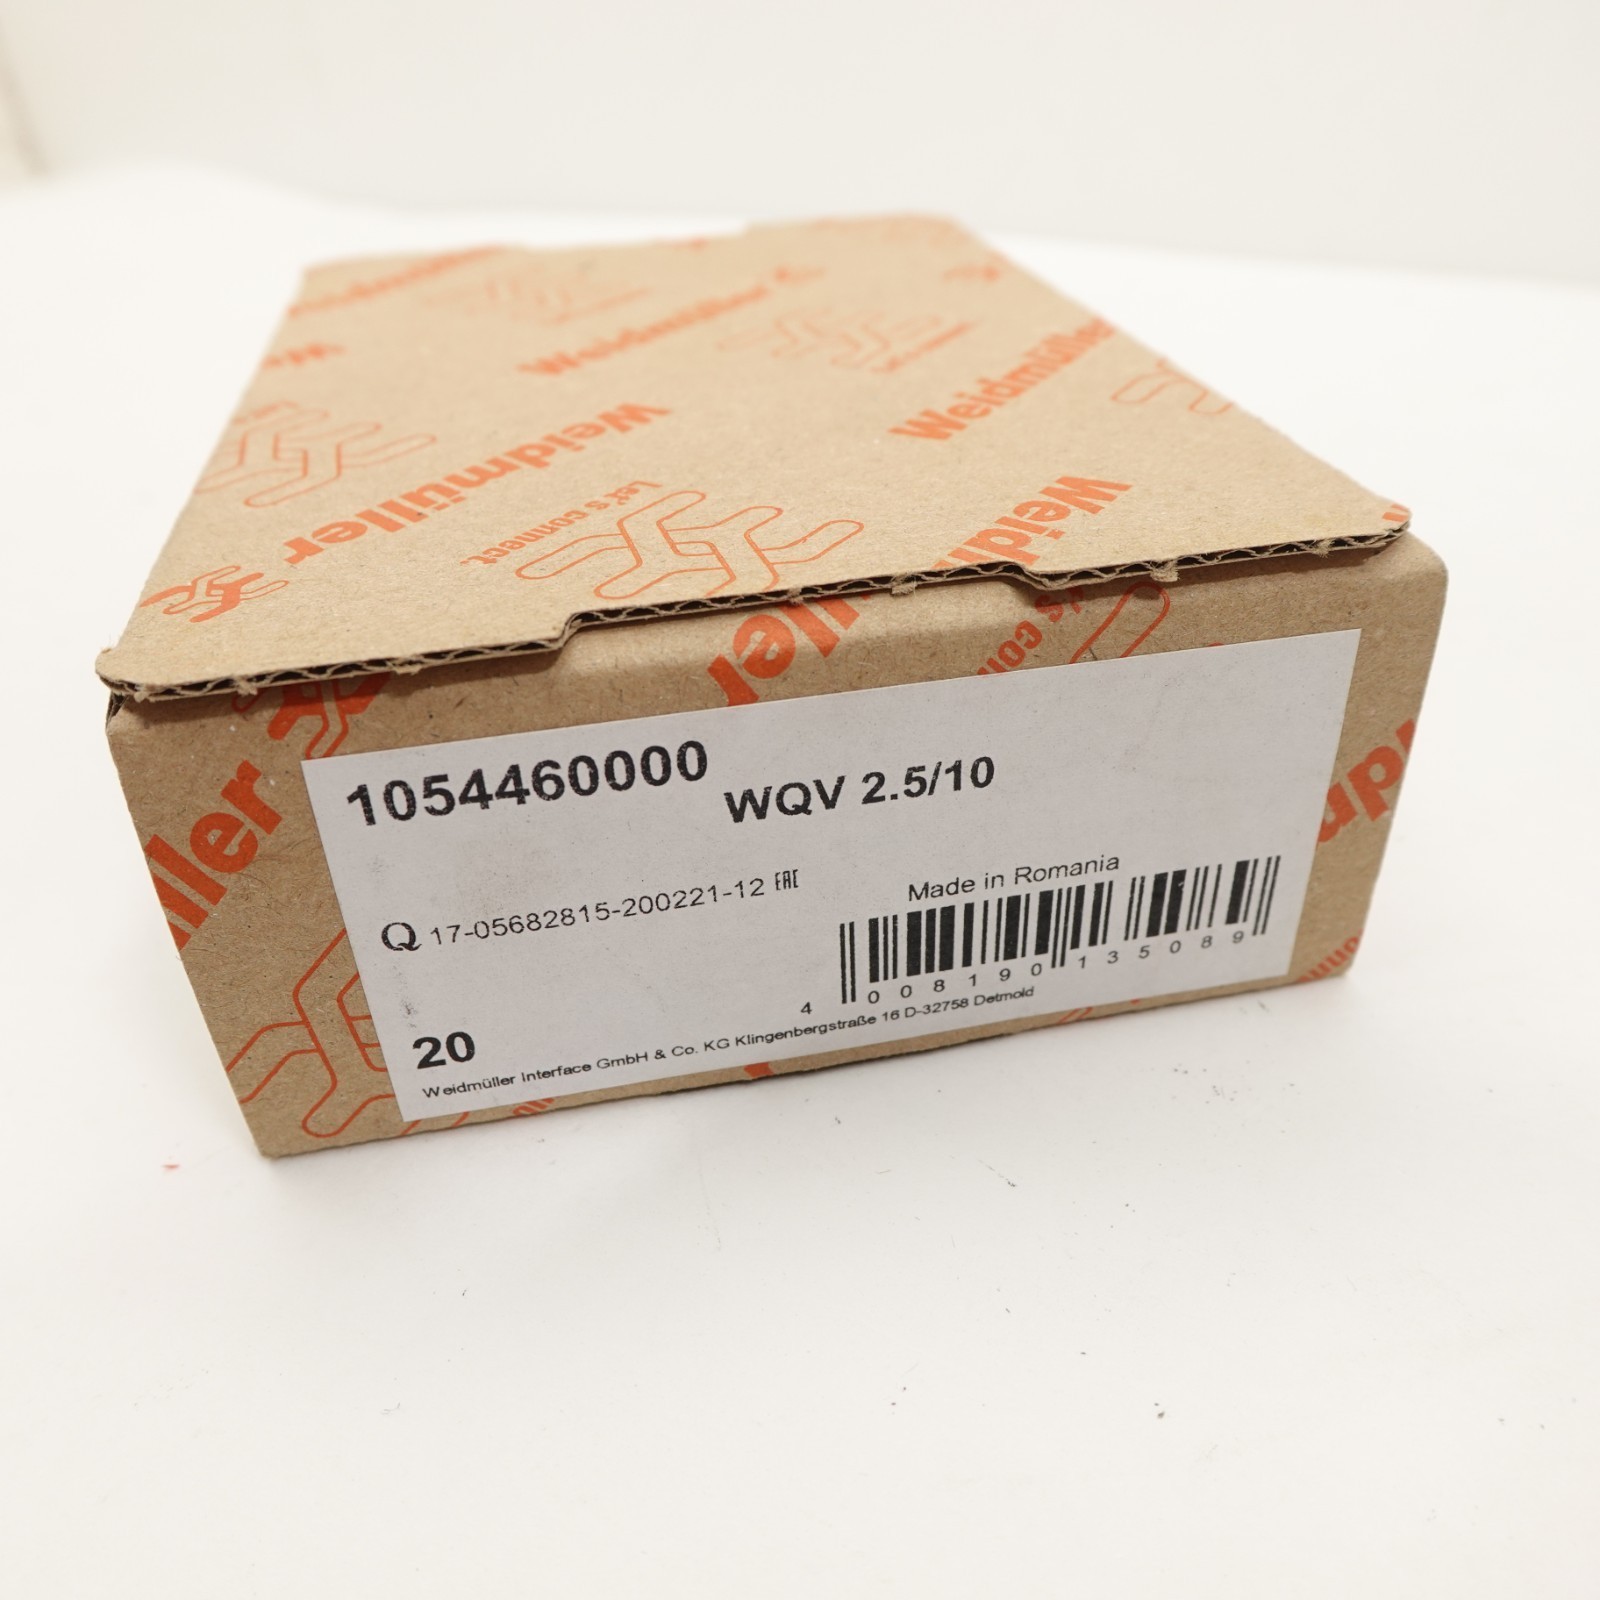 Weidmüller
Weidmüller
Weidmüller
Weidmüller
Let's connect
1054460000
WQV 2.5/10
Q 17-05682815-200221-12 EAC
Made in Romania
4 008190 135089
20
Weidmüller Interface GmbH & Co. KG Klingenbergstraße 16 D-32758 Detmold